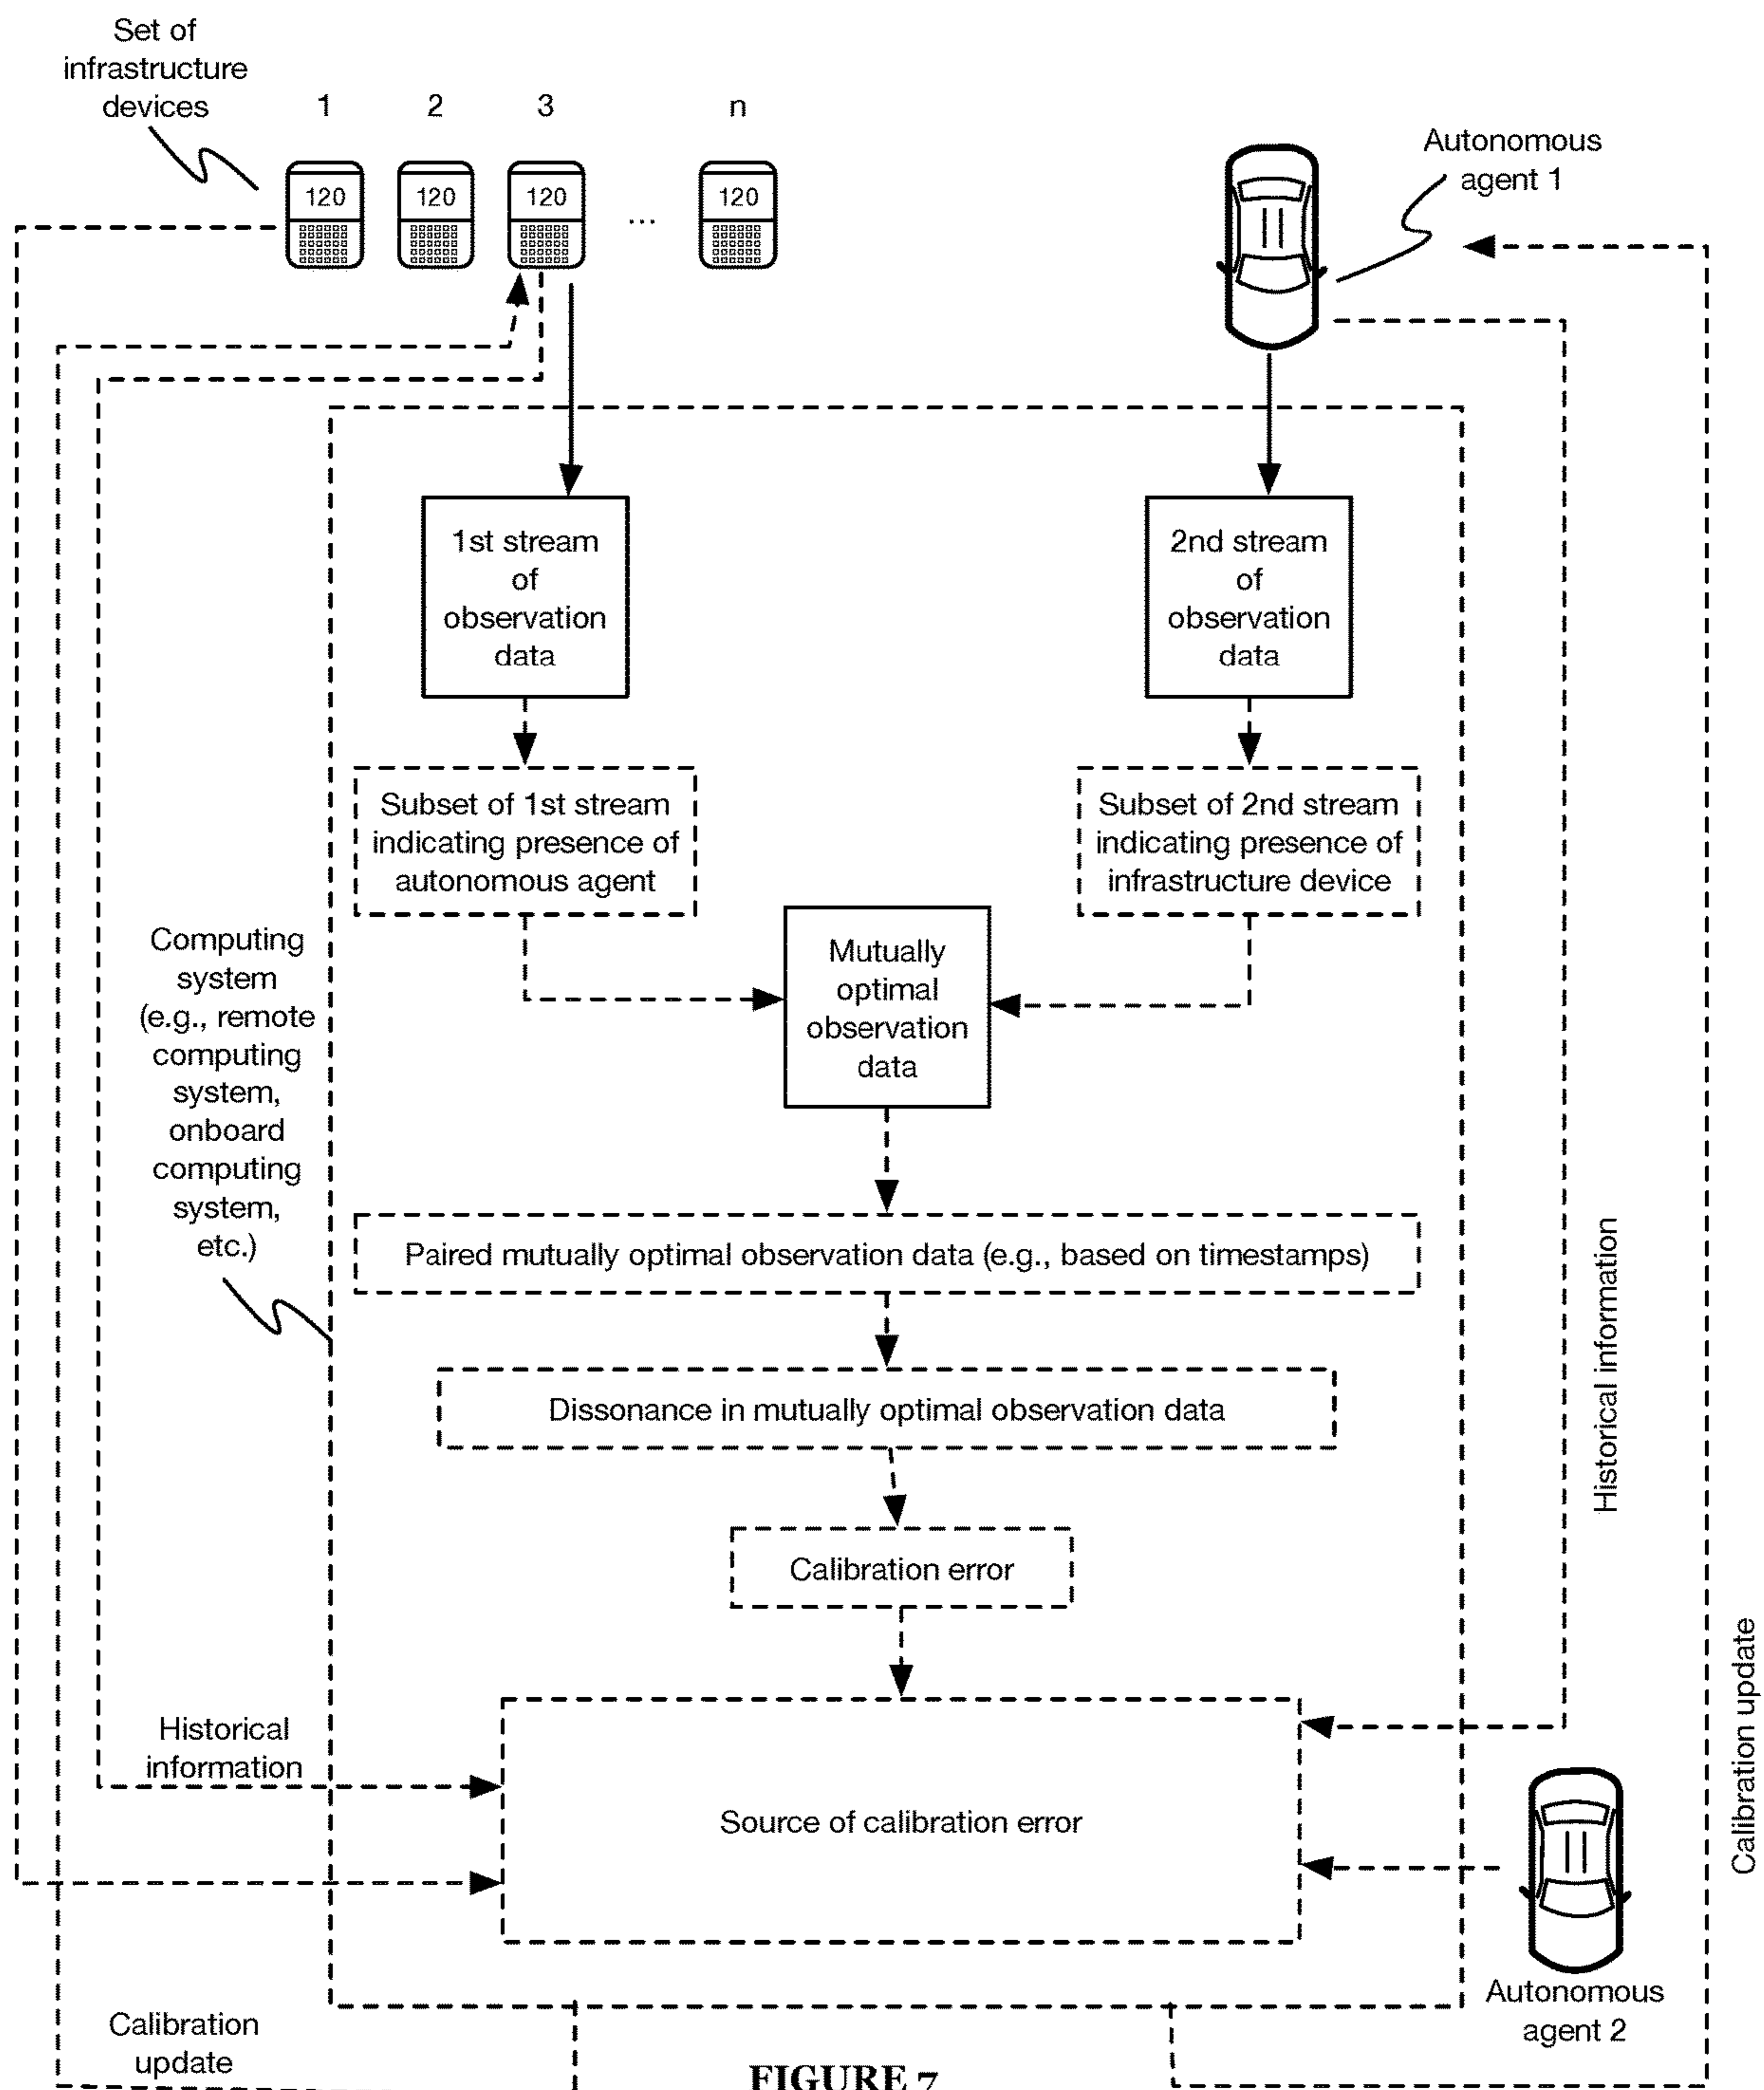 Set of
infrastructure
devices
1 2 3 n
120 120 120 ... 120
Autonomous
agent 1
1st stream
of
observation
data
2nd stream
of
observation
data
Subset of 1st stream
indicating presence of
autonomous agent
Subset of 2nd stream
indicating presence of
infrastructure device
Mutually
optimal
observation
data
Computing
system
(e.g., remote
computing
system,
onboard
computing
system,
etc.)
Paired mutually optimal observation data (e.g., based on timestamps)
Dissonance in mutually optimal observation data
Calibration error
Historical information
Calibration update
Historical
information
Source of calibration error
Autonomous
agent 2
Calibration
update
FIGURE 7